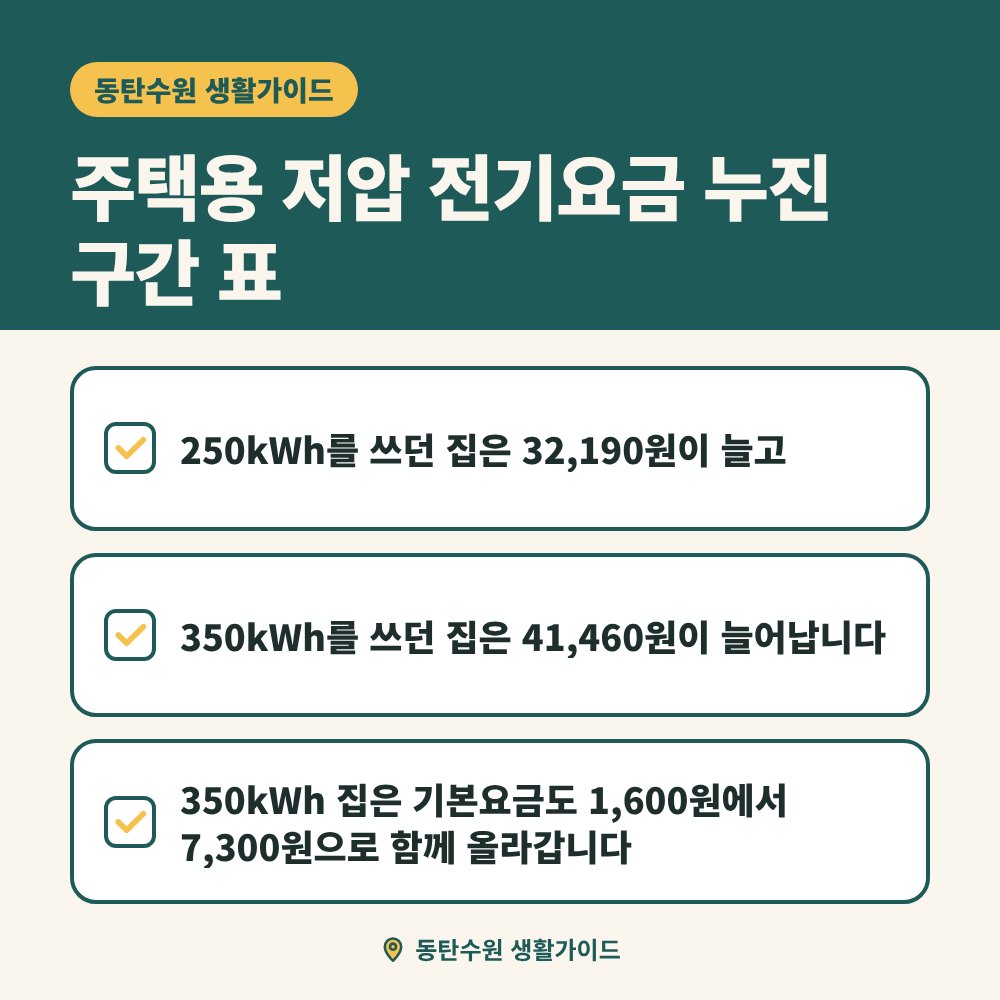 동탄수원 생활가이드
주택용 저압 전기요금 누진
구간 표
250kWh를 쓰던 집은 32,190원이 늘고
350kWh를 쓰던 집은 41,460원이 늘어납니다
350kWh 집은 기본요금도 1,600원에서
7,300원으로 함께 올라갑니다
동탄수원 생활가이드